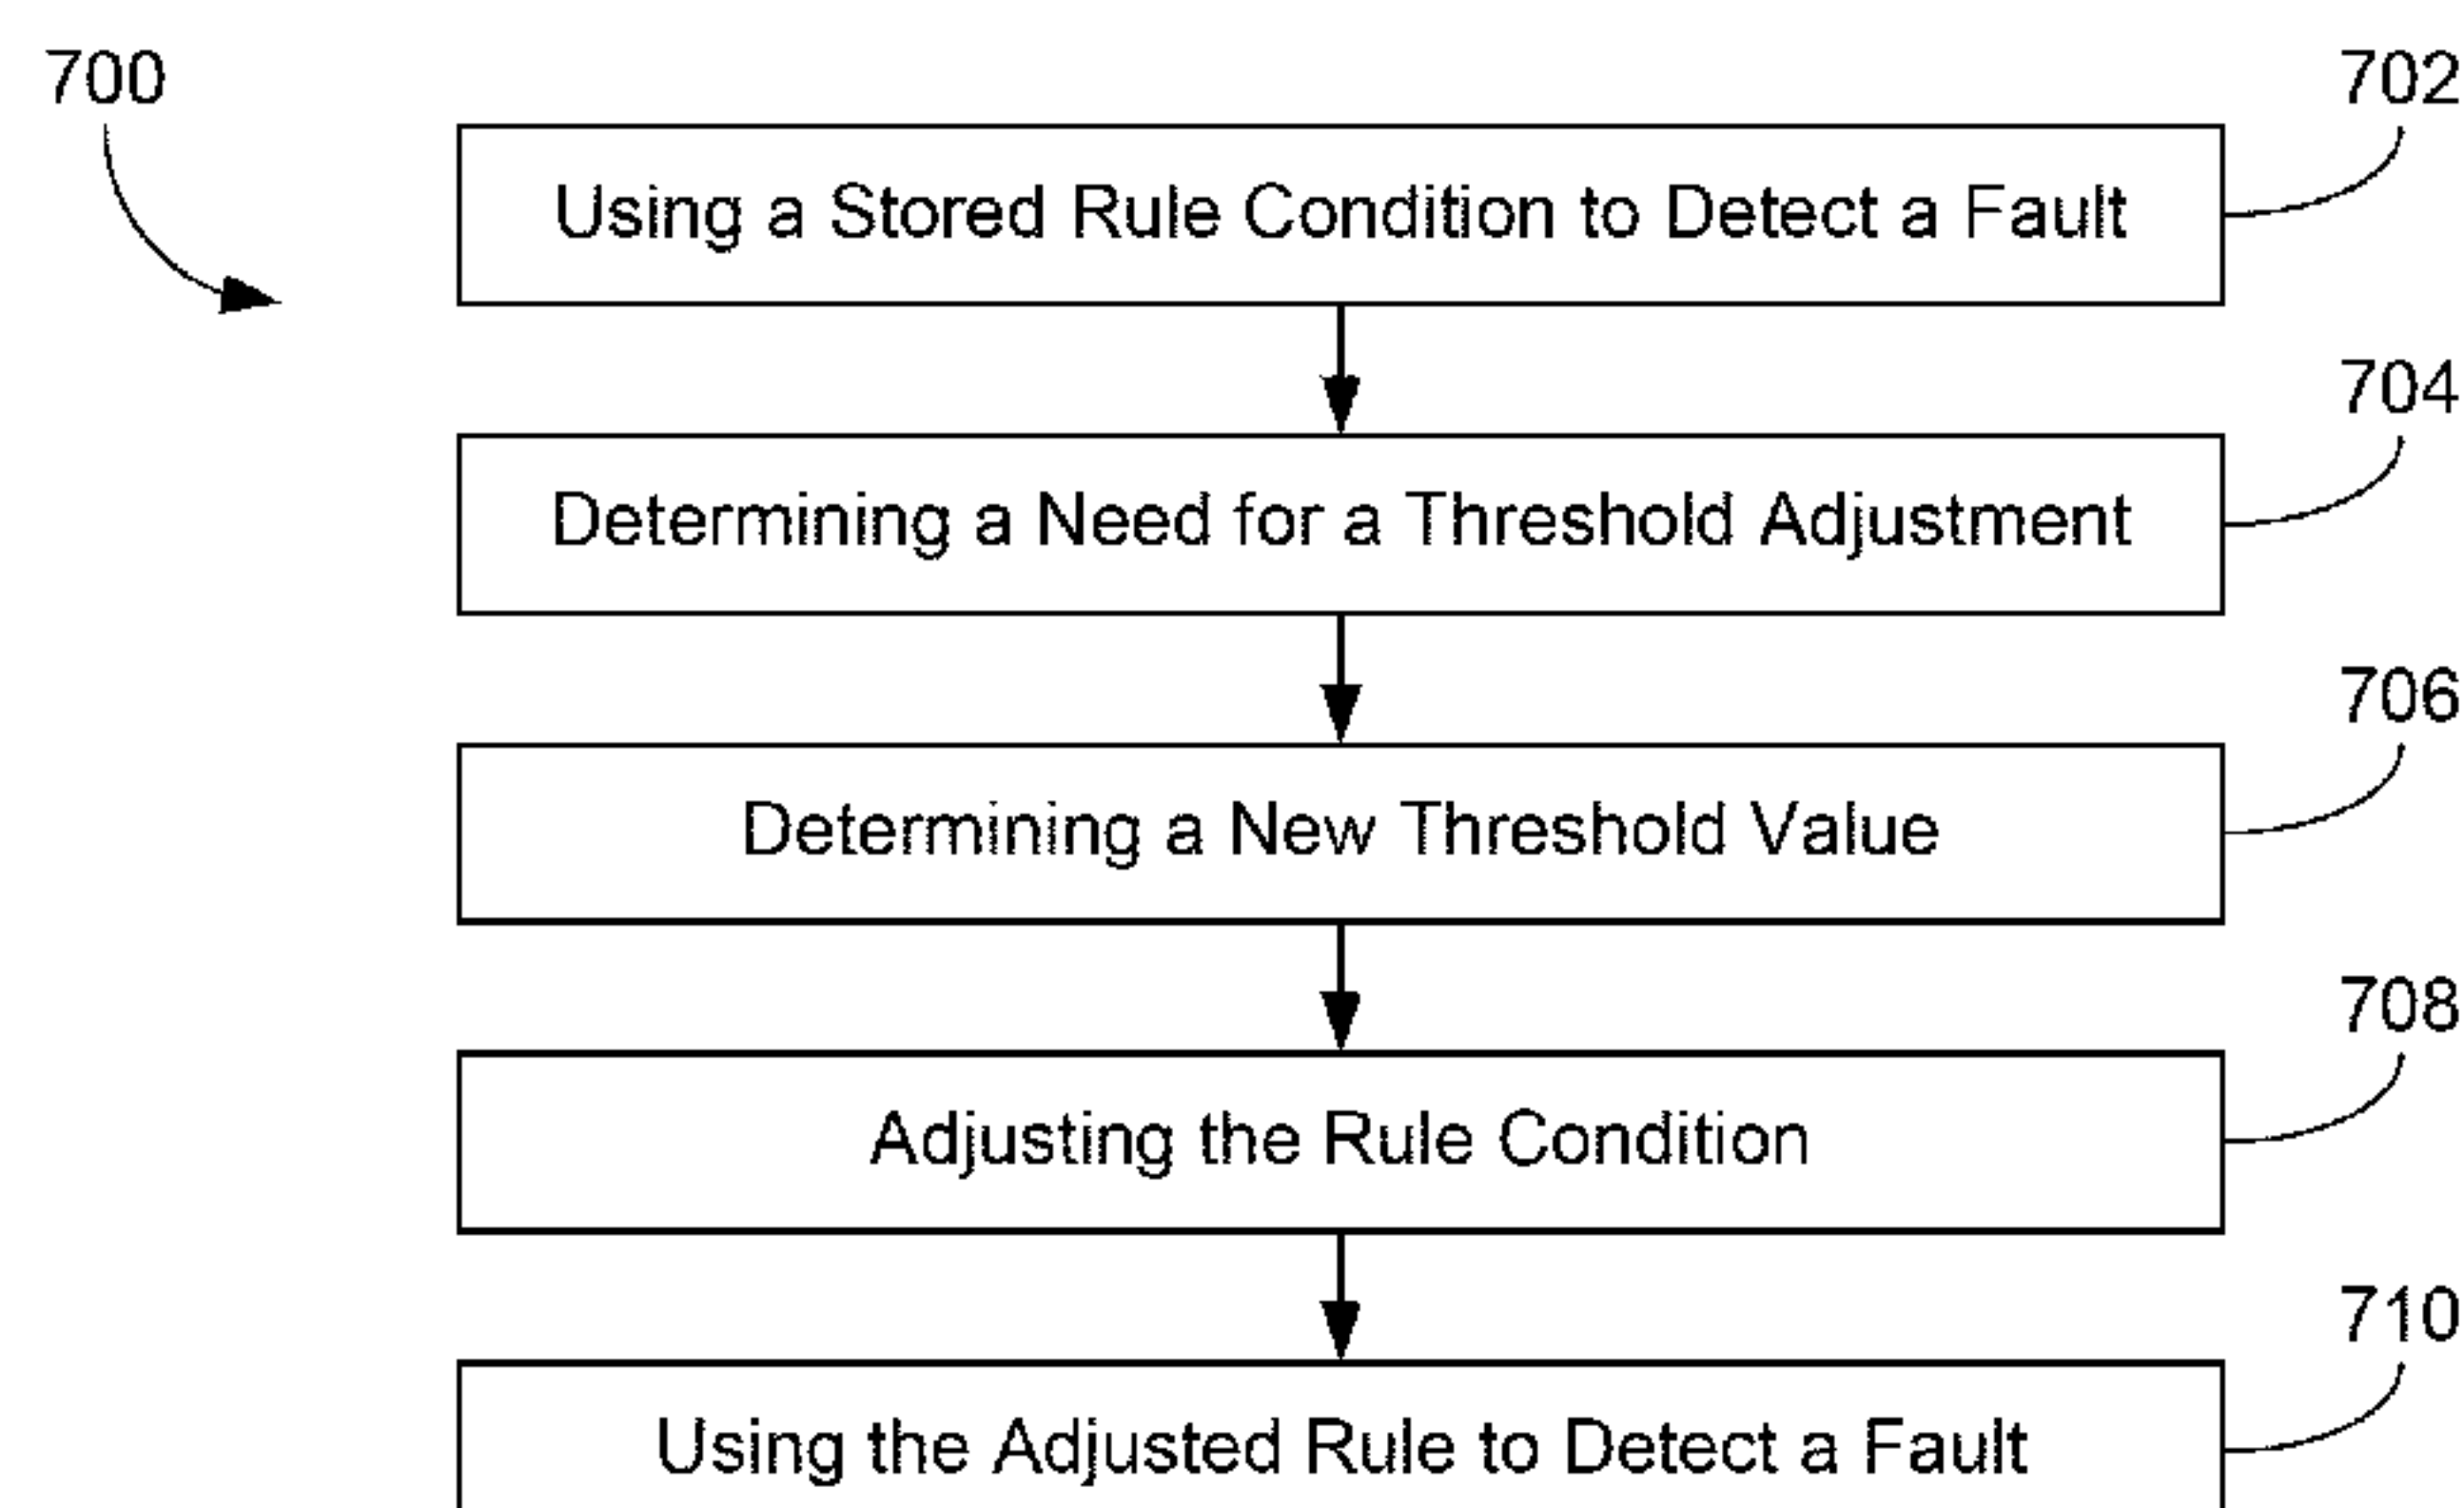 700
702
Using a Stored Rule Condition to Detect a Fault
704
Determining a Need for a Threshold Adjustment
706
Determining a New Threshold Value
708
Adjusting the Rule Condition
710
Using the Adjusted Rule to Detect a Fault